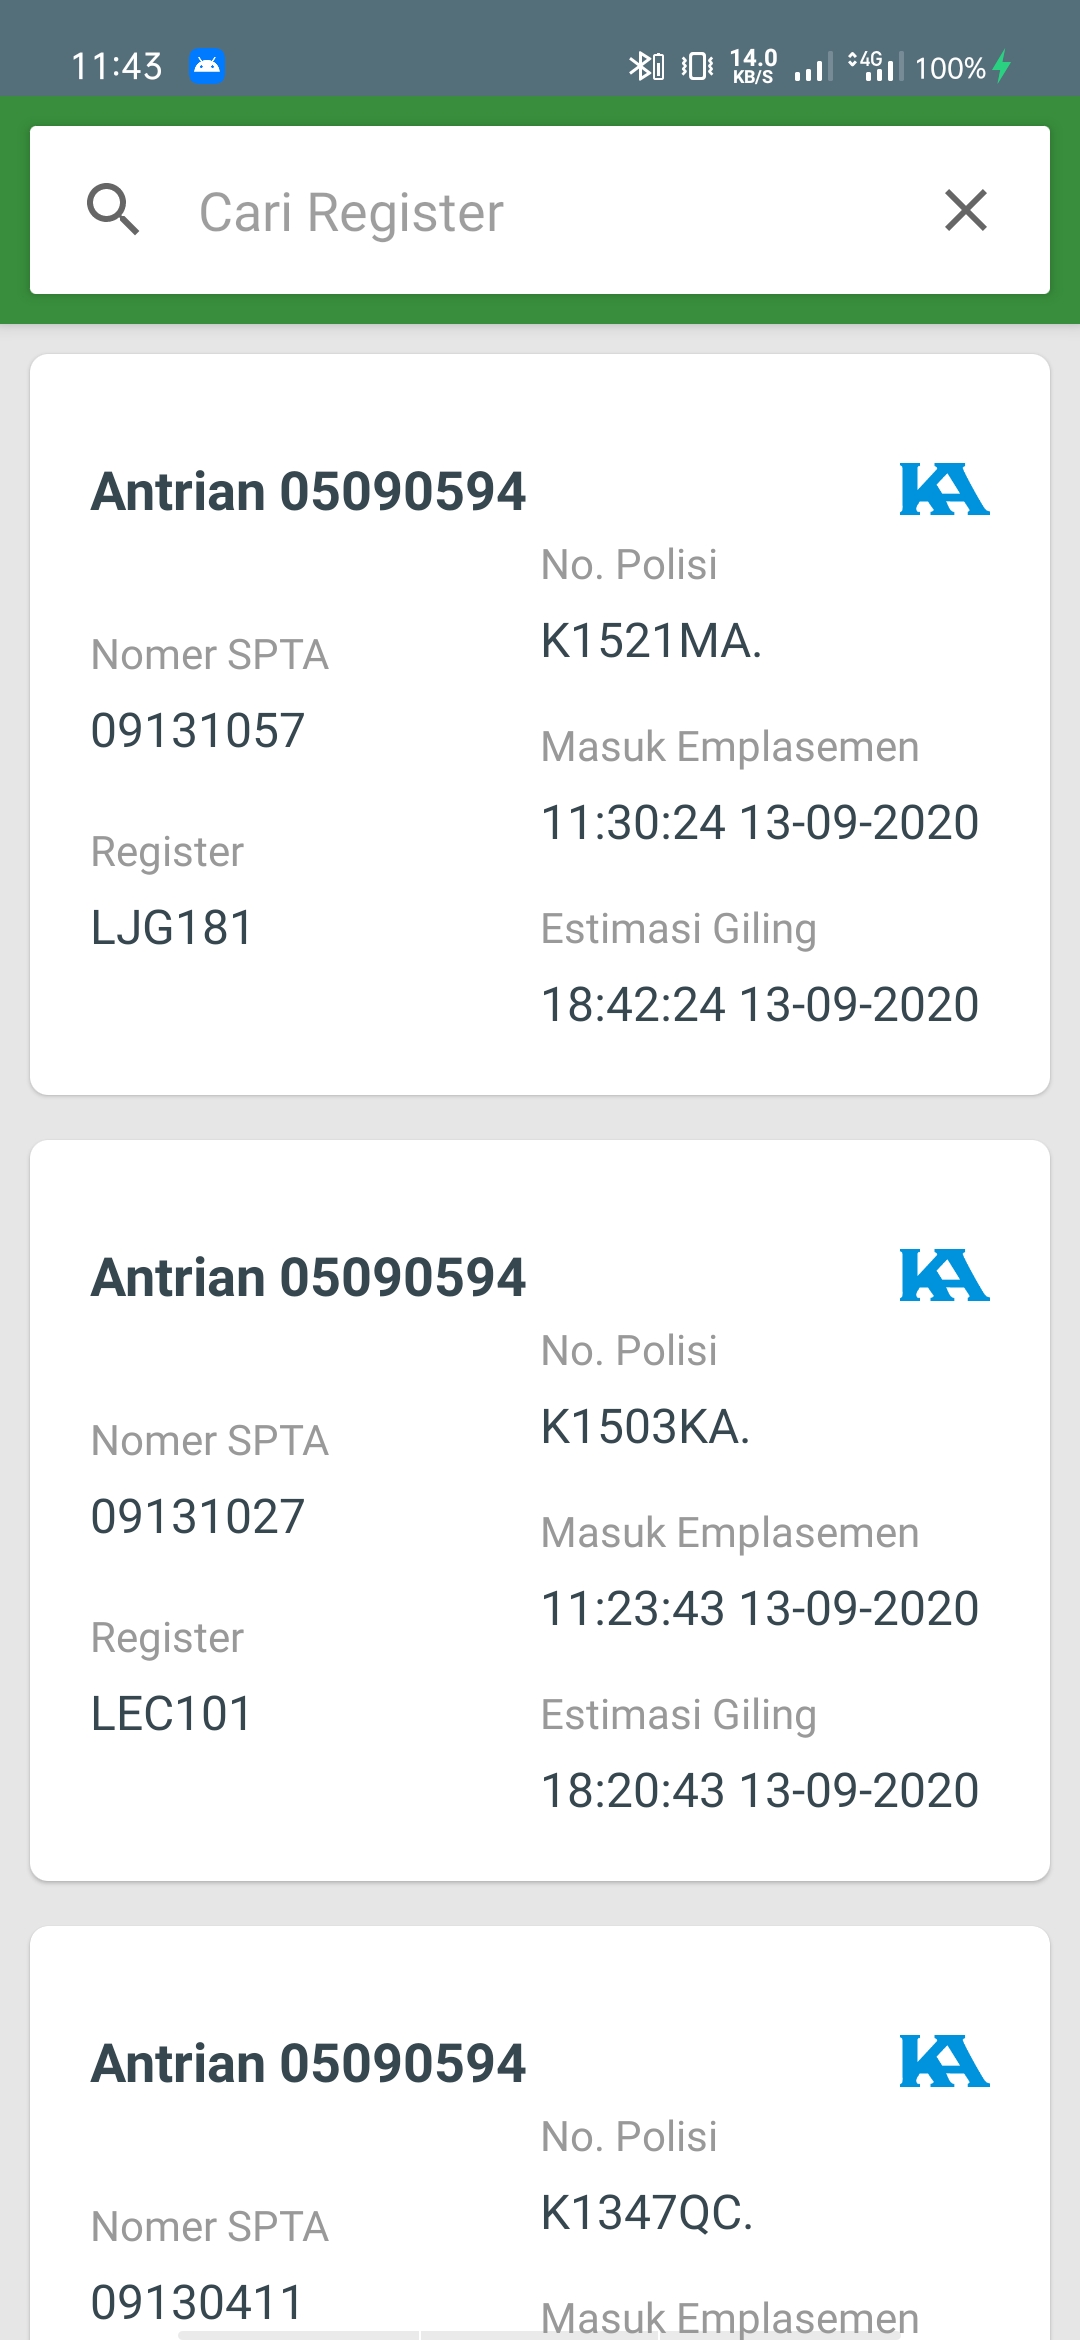 11:43
14.0 KB/S
4G
100%
Cari Register
Antrian 05090594
KA
No. Polisi
K1521MA.
Nomer SPTA
09131057
Masuk Emplasemen
11:30:24 13-09-2020
Register
LJG181
Estimasi Giling
18:42:24 13-09-2020
Antrian 05090594
KA
No. Polisi
K1503KA.
Nomer SPTA
09131027
Masuk Emplasemen
11:23:43 13-09-2020
Register
LEC101
Estimasi Giling
18:20:43 13-09-2020
Antrian 05090594
KA
No. Polisi
K1347QC.
Nomer SPTA
09130411
Masuk Emplasemen